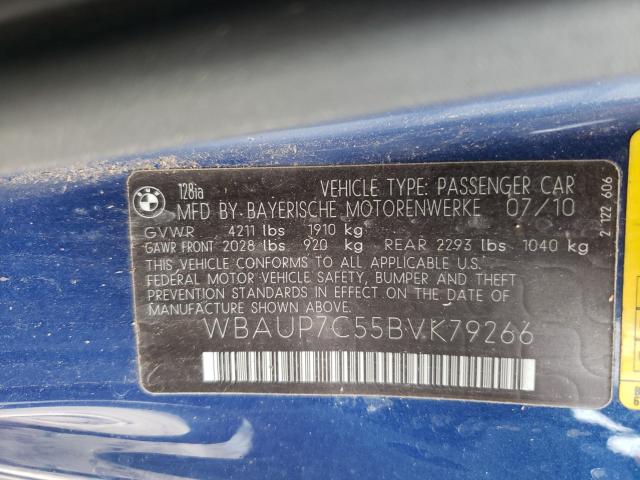 BMW
128ia
VEHICLE TYPE: PASSENGER CAR
MFD BY BAYERISCHE MOTORENWERKE 07/10
GVWR 4211 lbs 1910 kg
GAWR FRONT 2028 lbs 920 kg REAR 2293 lbs 1040 kg
THIS VEHICLE CONFORMS TO ALL APPLICABLE U.S.
FEDERAL MOTOR VEHICLE SAFETY, BUMPER AND THEFT
PREVENTION STANDARDS IN EFFECT ON THE DATE OF
MANUFACTURE SHOWN ABOVE.
WBAUP7C55BVK79266
2 1122 606